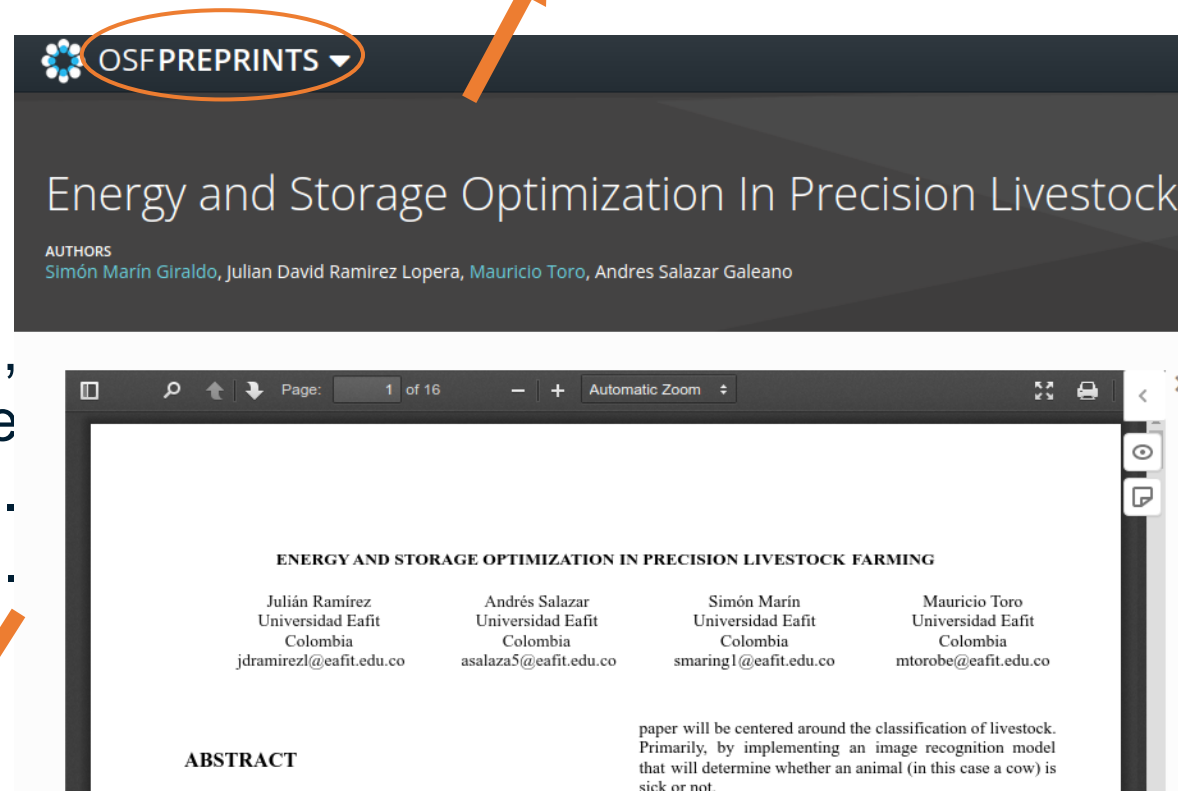 OSFPREPRINTS
Energy and Storage Optimization In Precision Livestock
AUTHORS
Simón Marín Giraldo, Julian David Ramirez Lopera, Mauricio Toro, Andres Salazar Galeano
,
e
.
.
Page: 1 of 16 Automatic Zoom
ENERGY AND STORAGE OPTIMIZATION IN PRECISION LIVESTOCK FARMING
Julián Ramírez Andrés Salazar Simón Marín Mauricio Toro
Universidad Eafit Universidad Eafit Universidad Eafit Universidad Eafit
Colombia Colombia Colombia Colombia
jdramirezl@eafit.edu.co asalaza5@eafit.edu.co smaring1@eafit.edu.co mtorobe@eafit.edu.co
ABSTRACT
paper will be centered around the classification of livestock.
Primarily, by implementing an image recognition model
that will determine whether an animal (in this case a cow) is
sick or not.